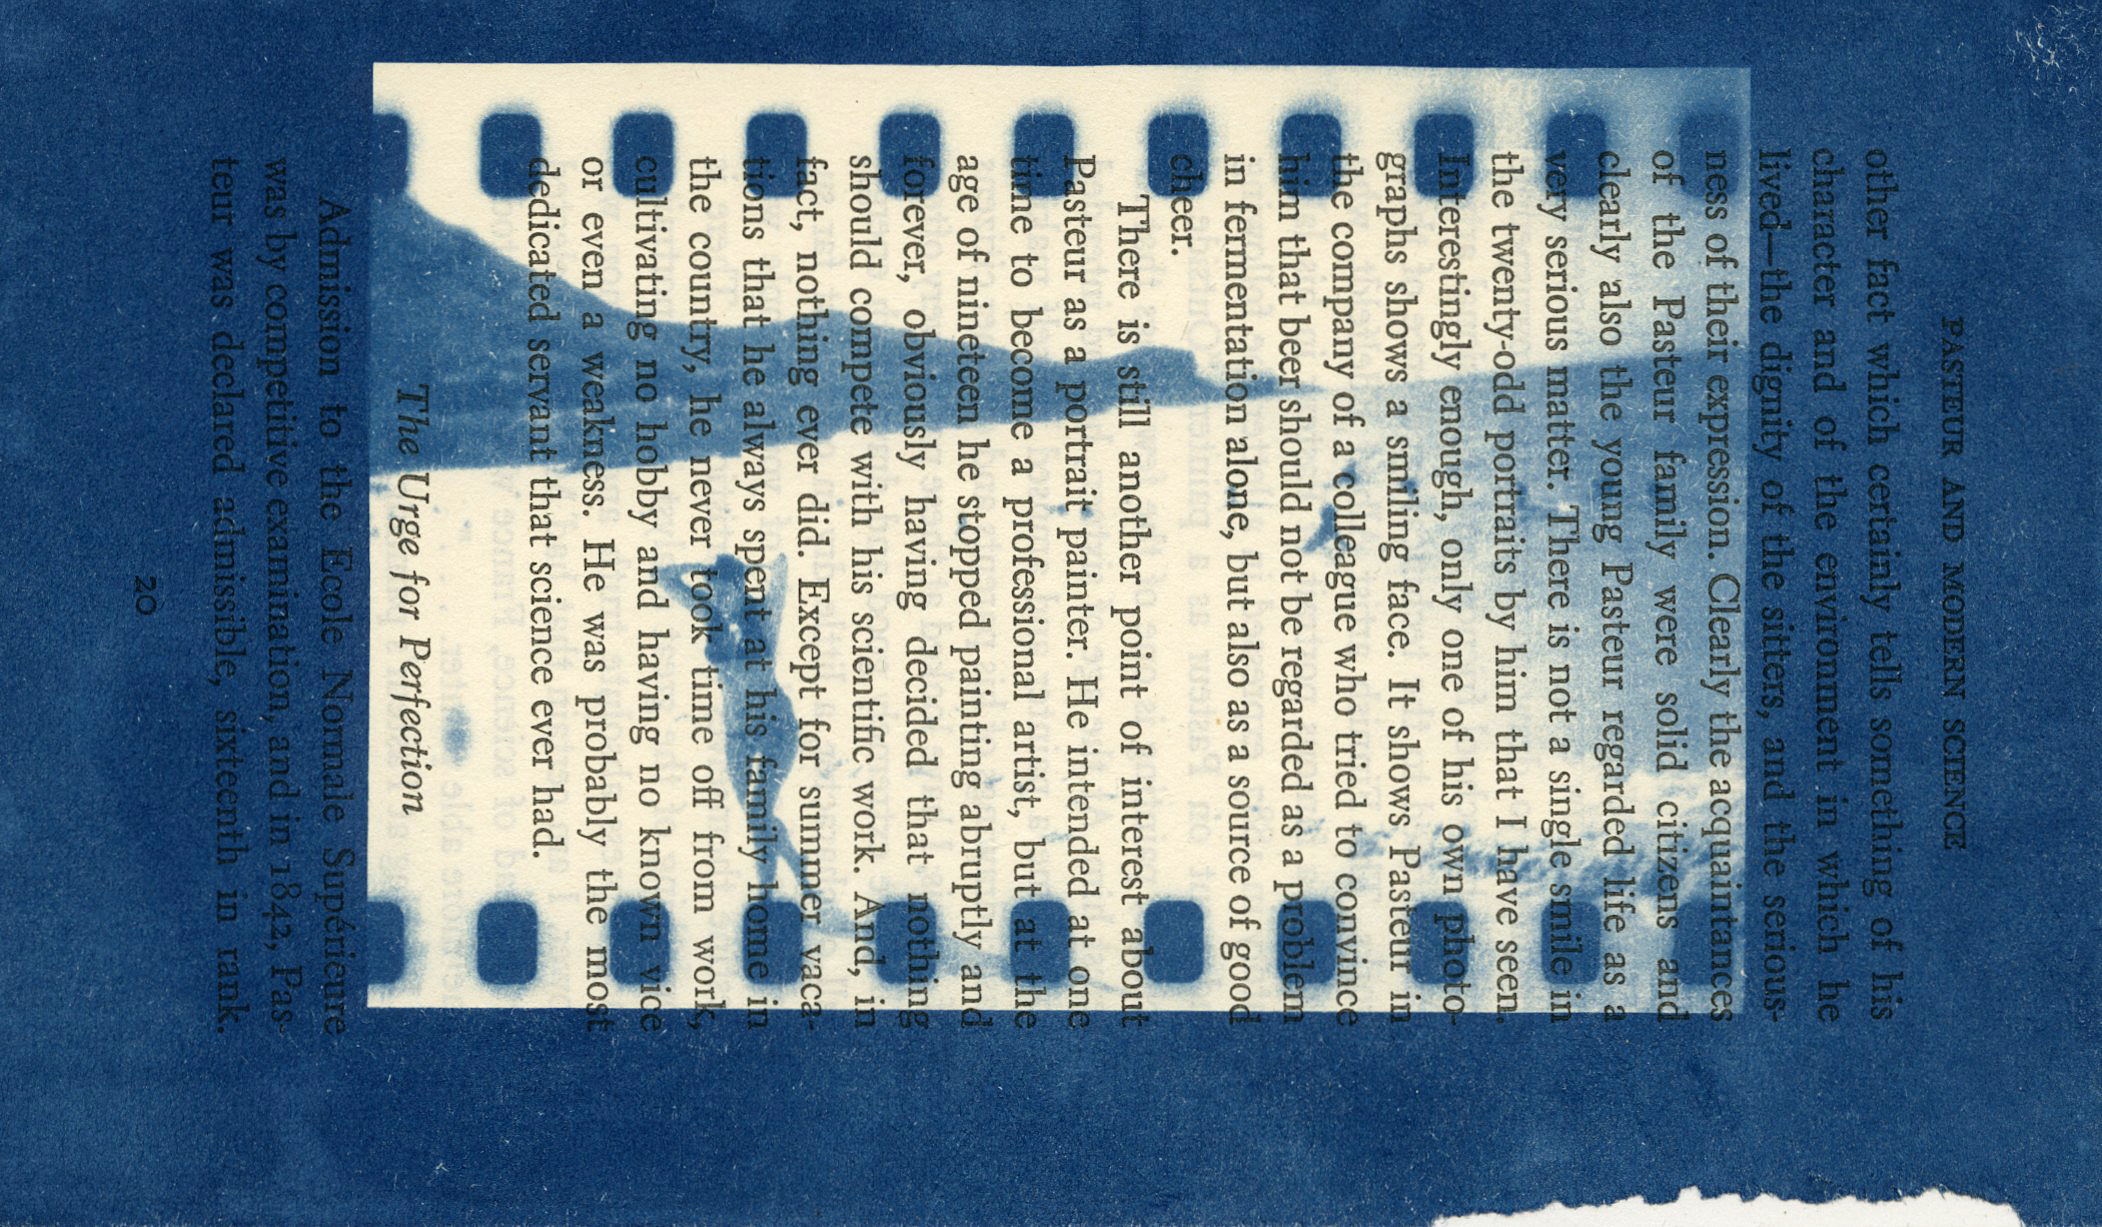 PASTEUR AND MODERN SCIENCE
other fact which certainly tells something of his
character and of the environment in which he
lived—the dignity of the sitters, and the serious-
ness of their expression. Clearly the acquaintances
of the Pasteur family were solid citizens and
clearly also the young Pasteur regarded life as a
very serious matter. There is not a single smile in
the twenty-odd portraits by him that I have seen.
Interestingly enough, only one of his own photo-
graphs shows a smiling face. It shows Pasteur in
the company of a colleague who tried to convince
him that beer should not be regarded as a problem
in fermentation alone, but also as a source of good
cheer.
There is still another point of interest about
Pasteur as a portrait painter. He intended at one
time to become a professional artist, but at the
age of nineteen he stopped painting abruptly and
forever, obviously having decided that nothing
should compete with his scientific work. And, in
fact, nothing ever did. Except for summer vaca-
tions that he always spent at his family home in
the country, he never took time off from work,
cultivating no hobby and having no known vice
or even a weakness. He was probably the most
dedicated servant that science ever had.
The Urge for Perfection
Admission to the Ecole Normale Supérieure
was by competitive examination, and in 1842, Pas-
teur was declared admissible, sixteenth in rank.
20